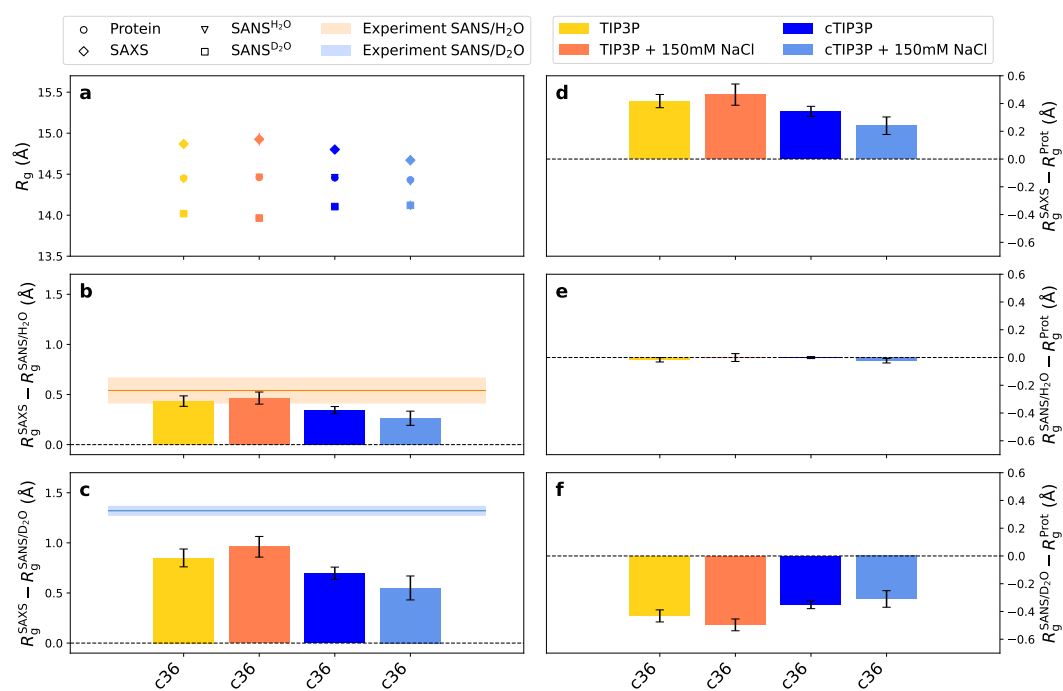 Protein
SAXS
SANS^H₂O
SANS^D₂O
Experiment SANS/H₂O
Experiment SANS/D₂O
TIP3P
TIP3P + 150mM NaCl
cTIP3P
cTIP3P + 150mM NaCl
a
15.5
15.0
14.5
14.0
13.5
R_g (Å)
b
1.5
1.0
0.5
0.0
R_g^SAXS − R_g^SANS/H₂O (Å)
c
1.5
1.0
0.5
0.0
R_g^SAXS − R_g^SANS/D₂O (Å)
c36
c36
c36
c36
d
0.6
0.4
0.2
0.0
−0.2
−0.4
−0.6
R_g^SAXS − R_g^Prot (Å)
e
0.6
0.4
0.2
0.0
−0.2
−0.4
−0.6
R_g^SANS/H₂O − R_g^Prot (Å)
f
0.6
0.4
0.2
0.0
−0.2
−0.4
−0.6
R_g^SANS/D₂O − R_g^Prot (Å)
c36
c36
c36
c36